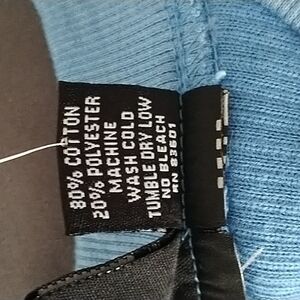 80% COTTON
20% POLYESTER
MACHINE
WASH COLD
TUMBLE DRY LOW
NO BLEACH
RN 83601